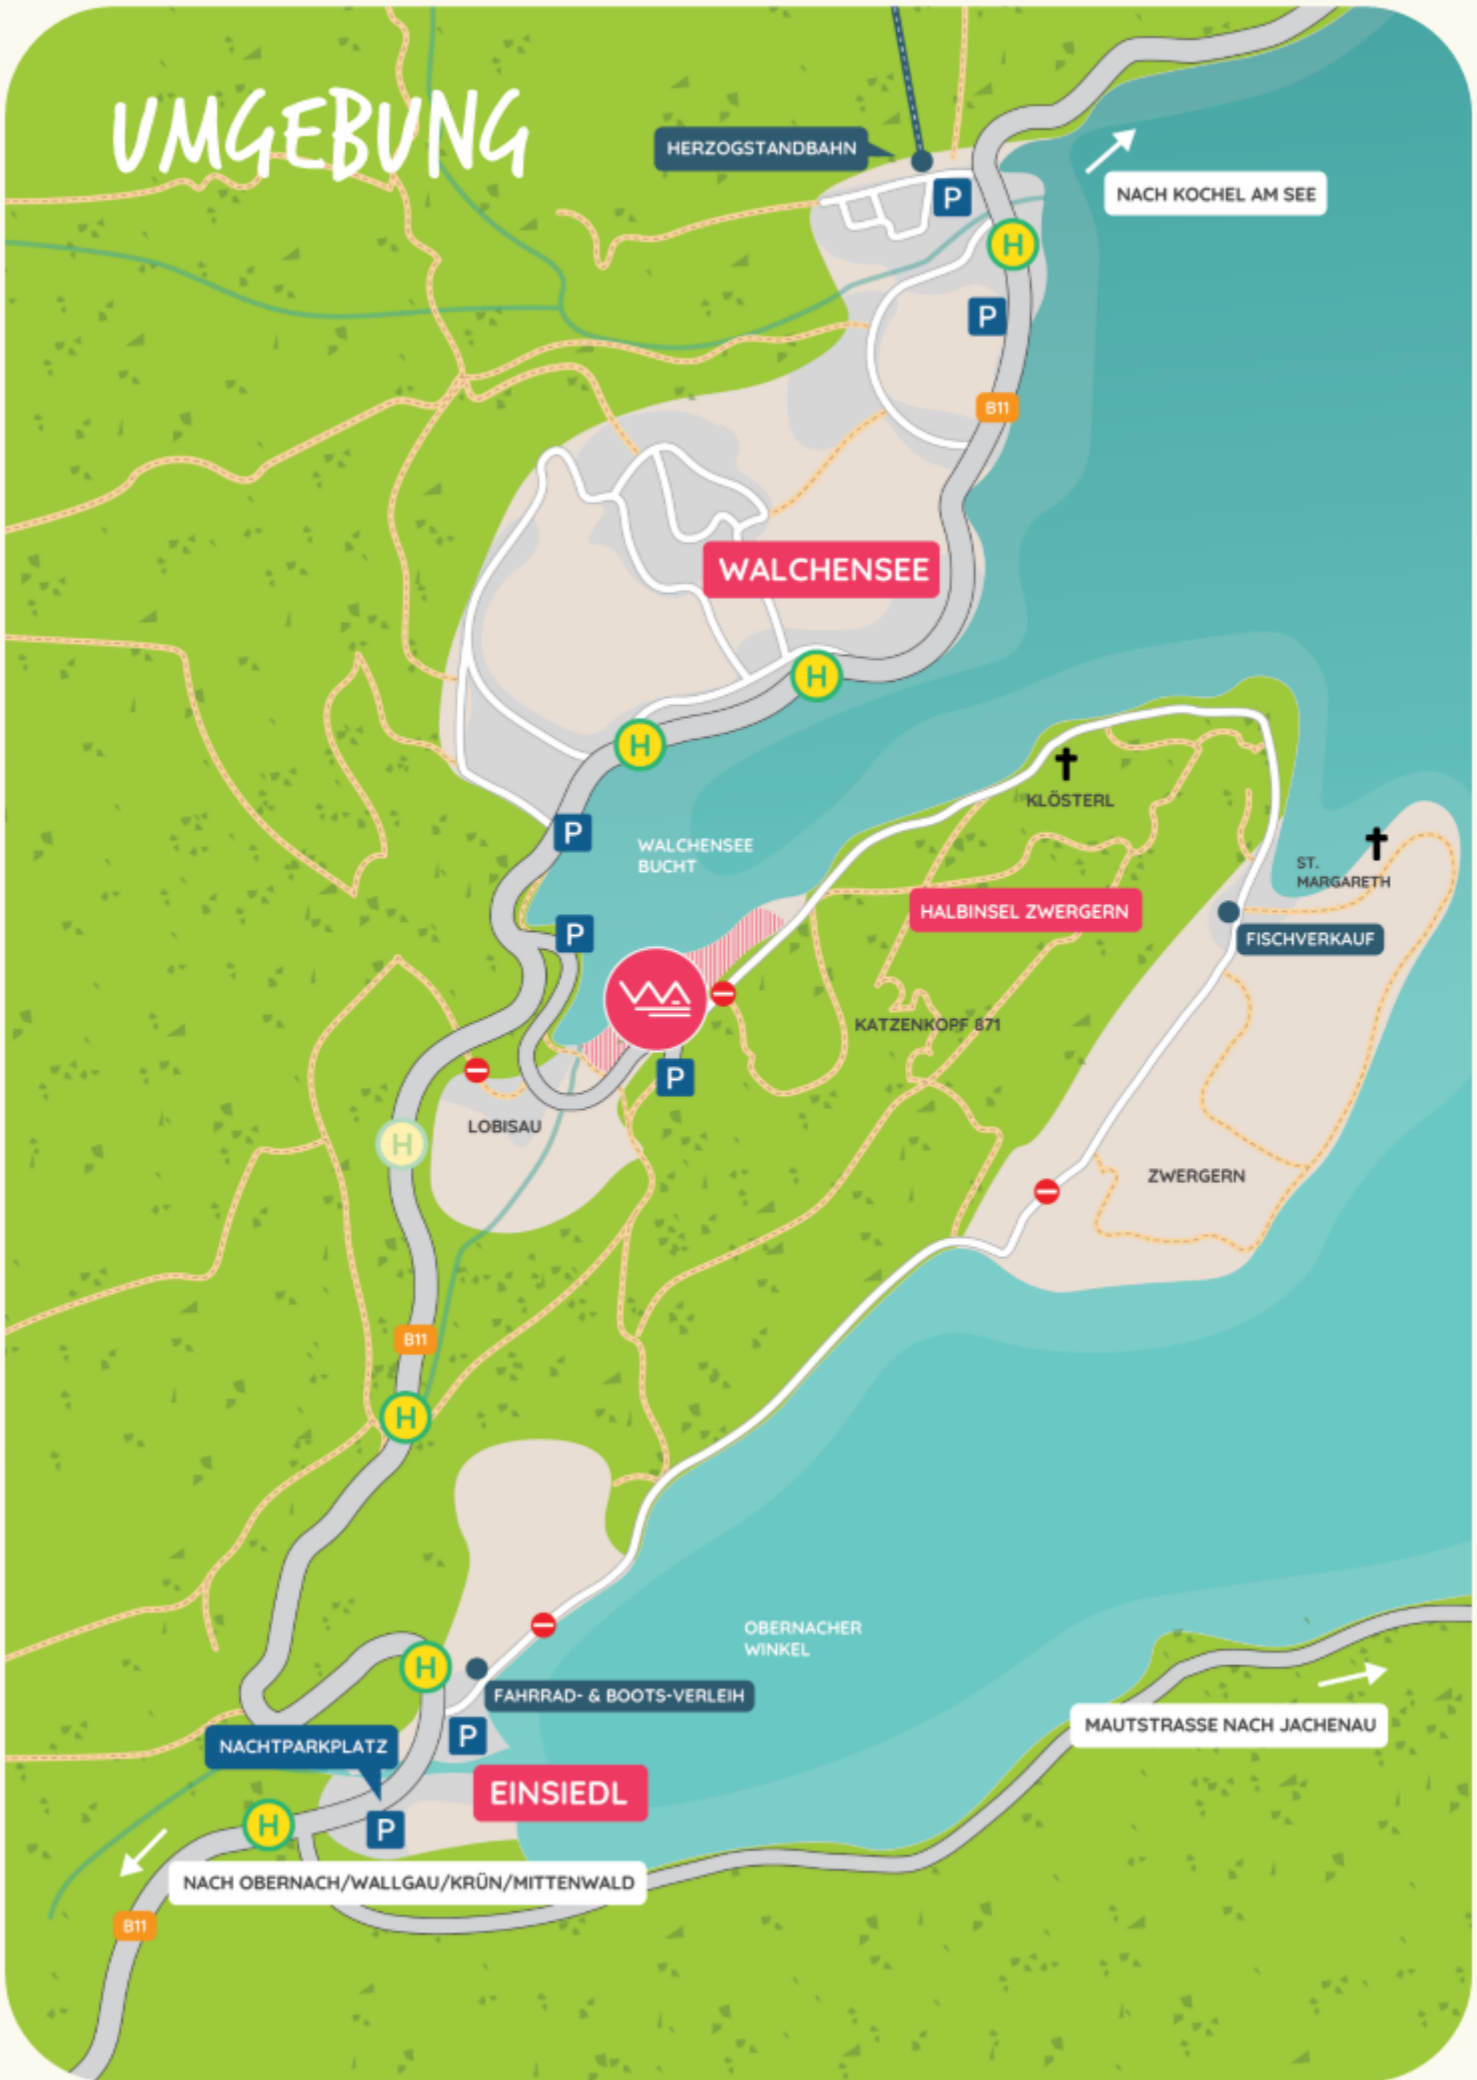 UMGEBUNG
HERZOGSTANDBAHN
P
NACH KOCHEL AM SEE
H
P
B11
WALCHENSEE
H
H
KLÖSTERL
P
WALCHENSEE
BUCHT
ST.
MARGARETH
HALBINSEL ZWERGERN
P
FISCHVERKAUF
KATZENKOPF 871
P
LOBISAU
H
ZWERGERN
B11
H
OBERNACHER
WINKEL
H
FAHRRAD- & BOOTS-VERLEIH
P
MAUTSTRASSE NACH JACHENAU
NACHTPARKPLATZ
EINSIEDL
H
P
NACH OBERNACH/WALLGAU/KRÜN/MITTENWALD
B11